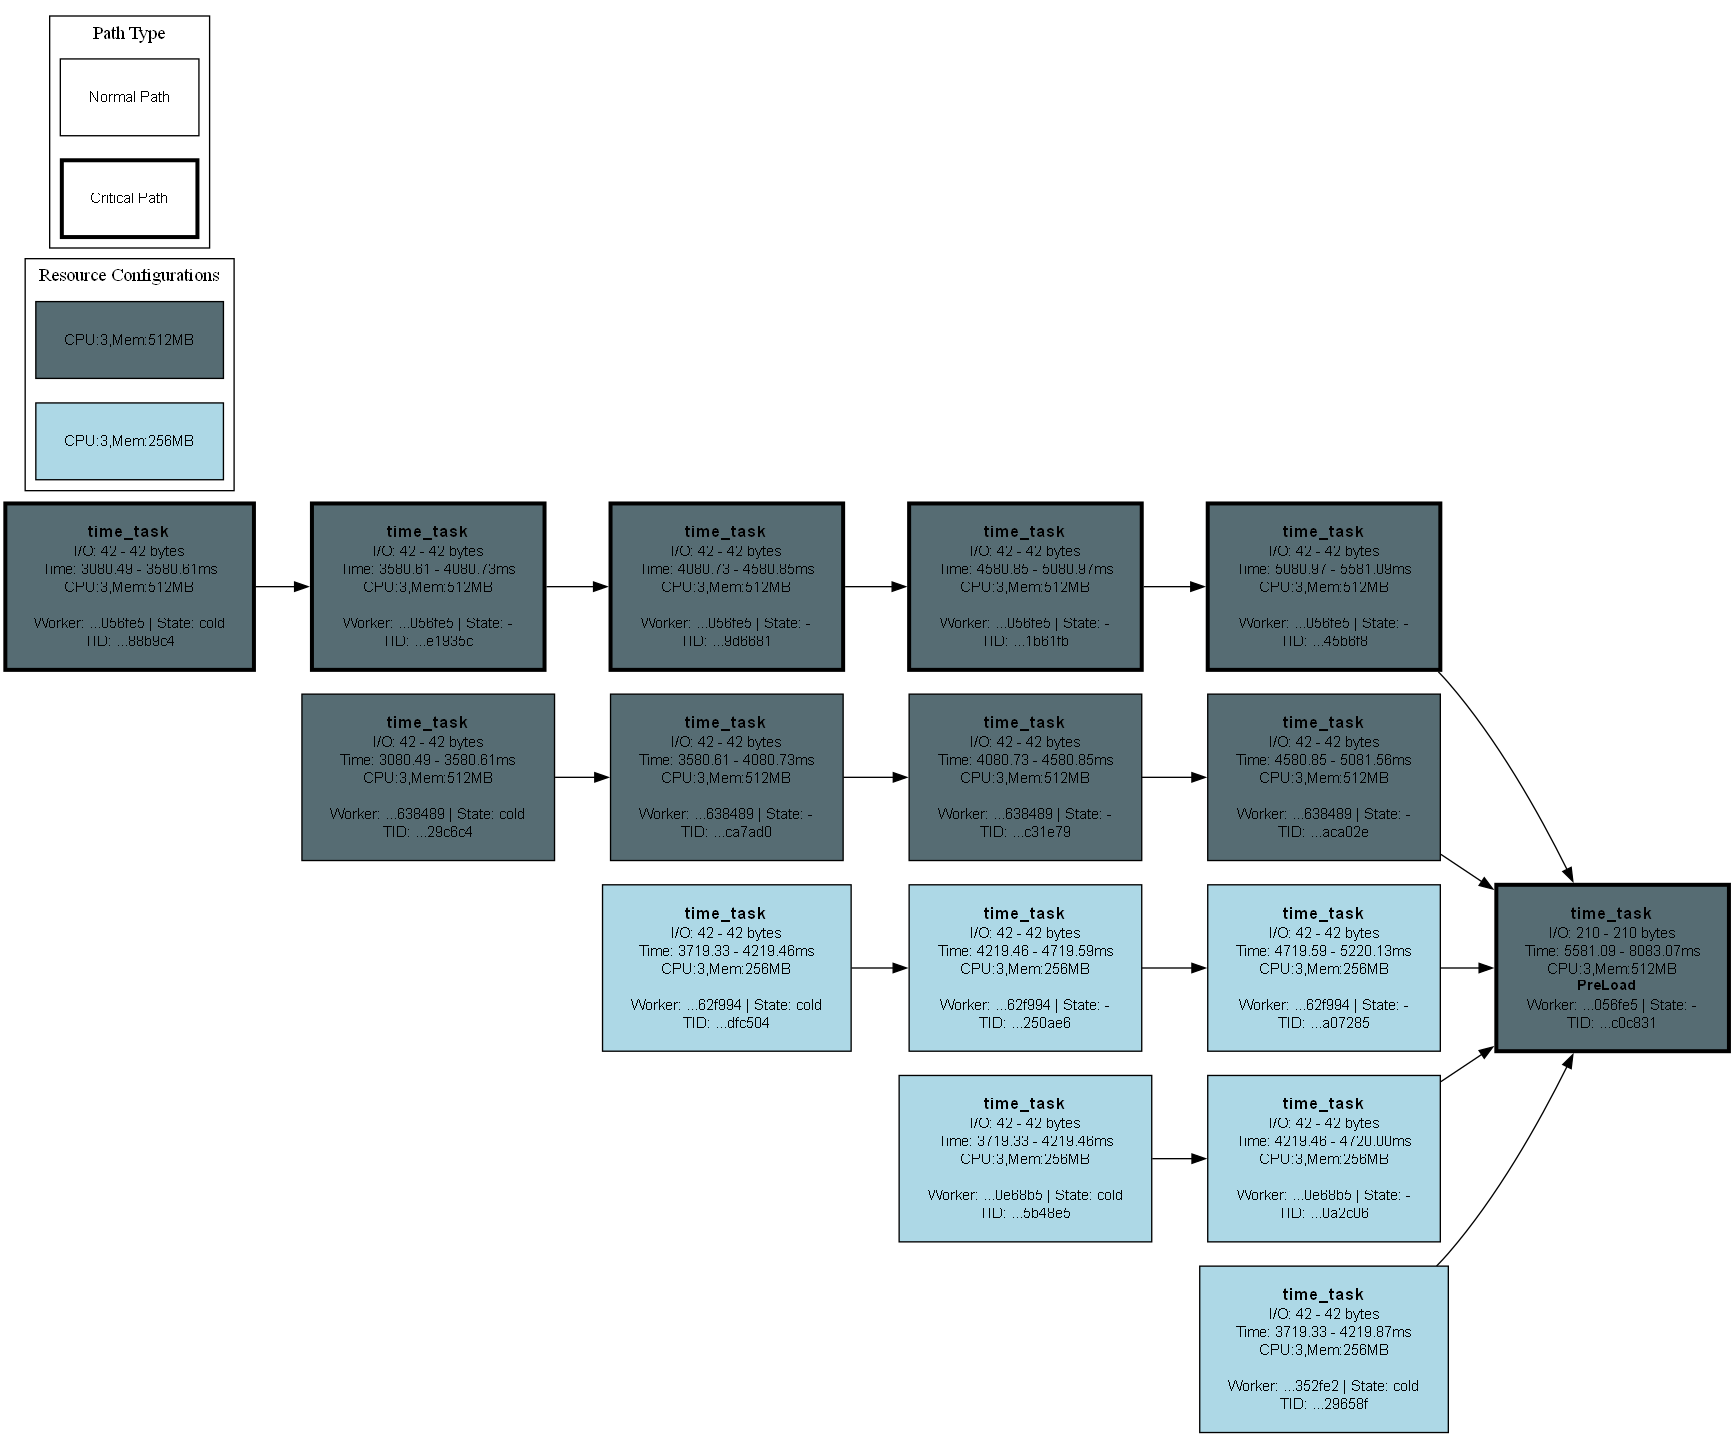 Path Type
Normal Path
Critical Path
Resource Configurations
CPU:3,Mem:512MB
CPU:3,Mem:256MB
time_task
I/O: 42 - 42 bytes
Time: 3080.49 - 3580.61ms
CPU:3,Mem:512MB
Worker: ...056fe5 | State: cold
TID: ...88b9c4
time_task
I/O: 42 - 42 bytes
Time: 3580.61 - 4080.73ms
CPU:3,Mem:512MB
Worker: ...056fe5 | State: -
TID: ...e1935c
time_task
I/O: 42 - 42 bytes
Time: 4080.73 - 4580.85ms
CPU:3,Mem:512MB
Worker: ...056fe5 | State: -
TID: ...9d6681
time_task
I/O: 42 - 42 bytes
Time: 4580.85 - 5080.97ms
CPU:3,Mem:512MB
Worker: ...056fe5 | State: -
TID: ...1b61fb
time_task
I/O: 42 - 42 bytes
Time: 5080.97 - 5581.09ms
CPU:3,Mem:512MB
Worker: ...056fe5 | State: -
TID: ...45b6f8
time_task
I/O: 42 - 42 bytes
Time: 3080.49 - 3580.61ms
CPU:3,Mem:512MB
Worker: ...638489 | State: cold
TID: ...29c6c4
time_task
I/O: 42 - 42 bytes
Time: 3580.61 - 4080.73ms
CPU:3,Mem:512MB
Worker: ...638489 | State: -
TID: ...ca7ad0
time_task
I/O: 42 - 42 bytes
Time: 4080.73 - 4580.85ms
CPU:3,Mem:512MB
Worker: ...638489 | State: -
TID: ...c31e79
time_task
I/O: 42 - 42 bytes
Time: 4580.85 - 5081.56ms
CPU:3,Mem:512MB
Worker: ...638489 | State: -
TID: ...aca02e
time_task
I/O: 42 - 42 bytes
Time: 3719.33 - 4219.46ms
CPU:3,Mem:256MB
Worker: ...62f994 | State: cold
TID: ...dfc504
time_task
I/O: 42 - 42 bytes
Time: 4219.46 - 4719.59ms
CPU:3,Mem:256MB
Worker: ...62f994 | State: -
TID: ...250ae6
time_task
I/O: 42 - 42 bytes
Time: 4719.59 - 5220.13ms
CPU:3,Mem:256MB
Worker: ...62f994 | State: -
TID: ...a07285
time_task
I/O: 210 - 210 bytes
Time: 5581.09 - 8083.07ms
CPU:3,Mem:512MB
PreLoad
Worker: ...056fe5 | State: -
TID: ...c0c831
time_task
I/O: 42 - 42 bytes
Time: 3719.33 - 4219.46ms
CPU:3,Mem:256MB
Worker: ...0e68b5 | State: cold
TID: ...5b48e5
time_task
I/O: 42 - 42 bytes
Time: 4219.46 - 4720.00ms
CPU:3,Mem:256MB
Worker: ...0e68b5 | State: -
TID: ...0a2c06
time_task
I/O: 42 - 42 bytes
Time: 3719.33 - 4219.87ms
CPU:3,Mem:256MB
Worker: ...352fe2 | State: cold
TID: ...29658f